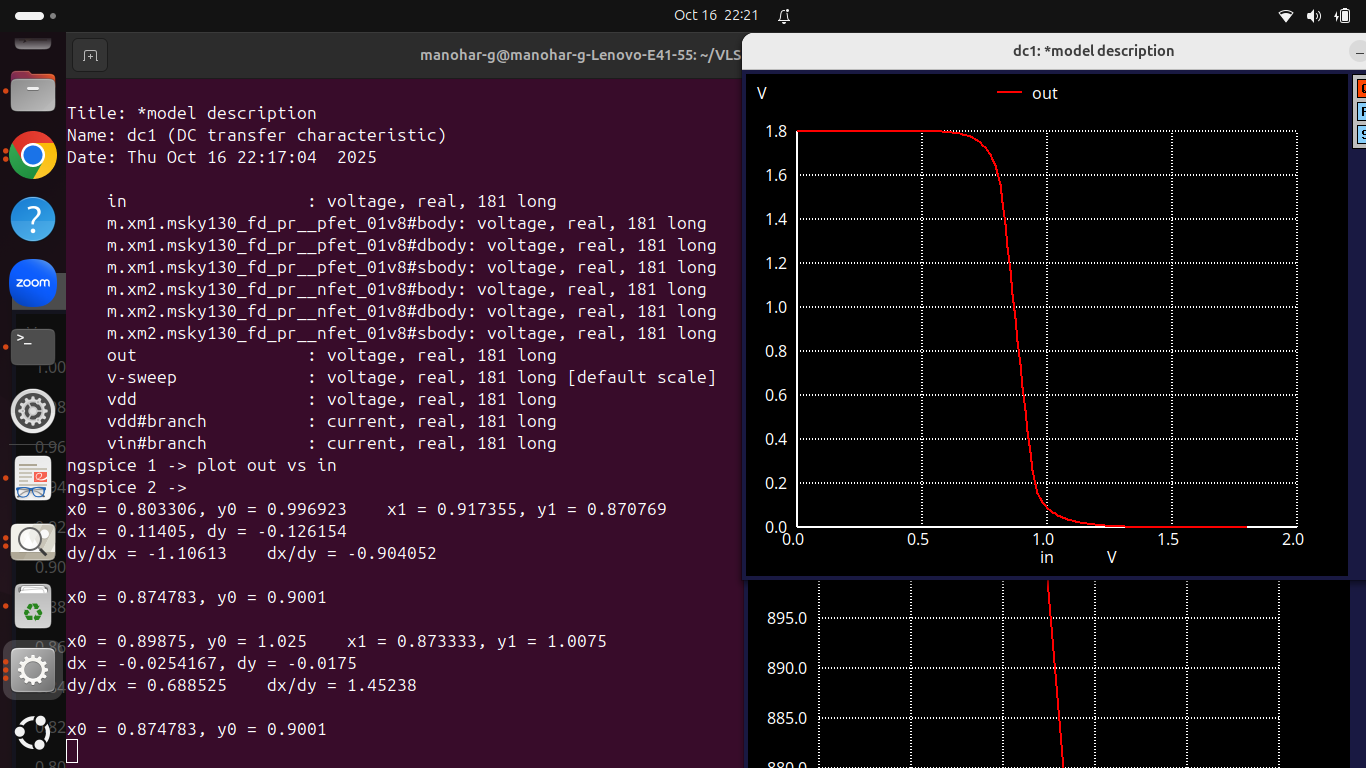 Oct 16 22:21
manohar-g@manohar-g-Lenovo-E41-55: ~/VLS
dc1: *model description
Title: *model description
Name: dc1 (DC transfer characteristic)
Date: Thu Oct 16 22:17:04  2025
in : voltage, real, 181 long
m.xm1.msky130_fd_pr__pfet_01v8#body: voltage, real, 181 long
m.xm1.msky130_fd_pr__pfet_01v8#dbody: voltage, real, 181 long
m.xm1.msky130_fd_pr__pfet_01v8#sbody: voltage, real, 181 long
m.xm2.msky130_fd_pr__nfet_01v8#body: voltage, real, 181 long
m.xm2.msky130_fd_pr__nfet_01v8#dbody: voltage, real, 181 long
m.xm2.msky130_fd_pr__nfet_01v8#sbody: voltage, real, 181 long
out : voltage, real, 181 long
v-sweep : voltage, real, 181 long [default scale]
vdd : voltage, real, 181 long
vdd#branch : current, real, 181 long
vin#branch : current, real, 181 long
ngspice 1 -> plot out vs in
ngspice 2 ->
x0 = 0.803306, y0 = 0.996923    x1 = 0.917355, y1 = 0.870769
dx = 0.11405, dy = -0.126154
dy/dx = -1.10613    dx/dy = -0.904052
x0 = 0.874783, y0 = 0.9001
x0 = 0.89875, y0 = 1.025    x1 = 0.873333, y1 = 1.0075
dx = -0.0254167, dy = -0.0175
dy/dx = 0.688525    dx/dy = 1.45238
x0 = 0.874783, y0 = 0.9001
zoom
V
out
1.8
1.6
1.4
1.2
1.0
0.8
0.6
0.4
0.2
0.0
0.0 0.5 1.0 1.5 2.0
in V
895.0
890.0
885.0
880.0